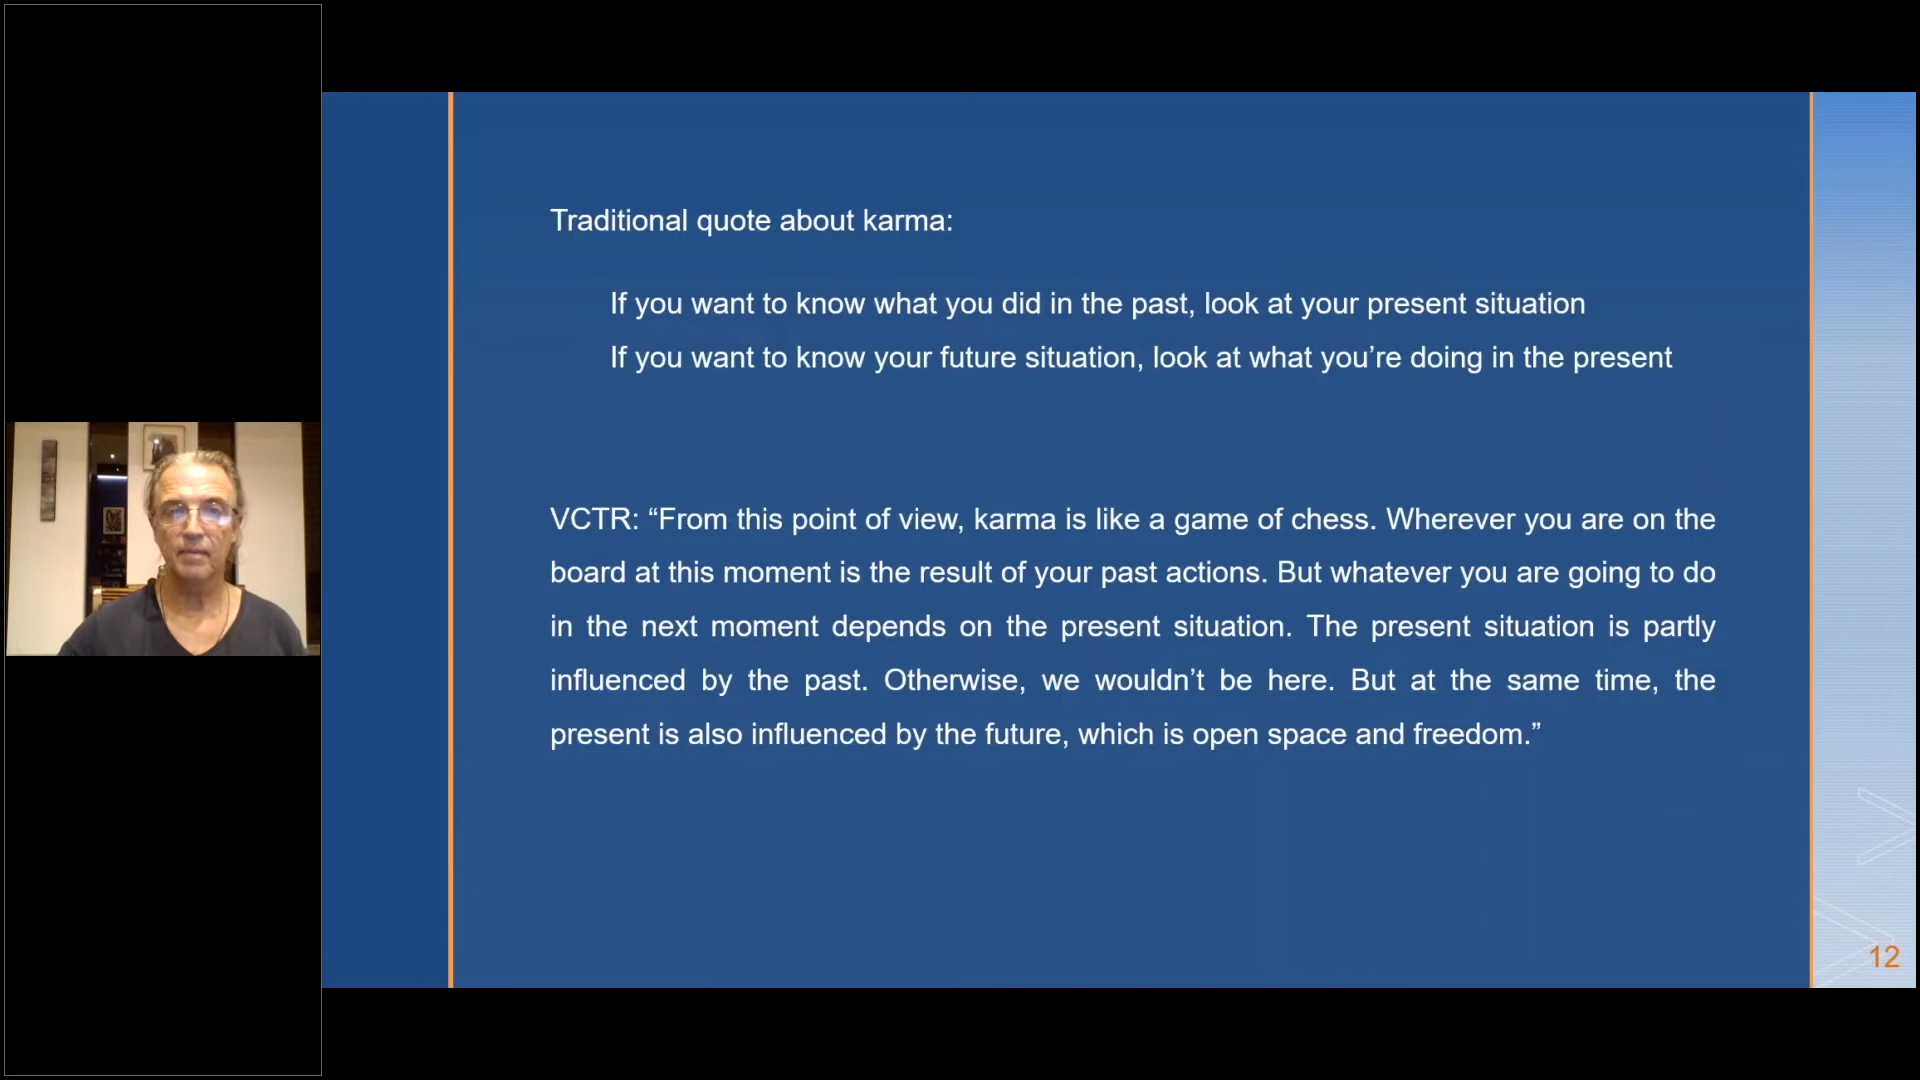 Traditional quote about karma:
If you want to know what you did in the past, look at your present situation
If you want to know your future situation, look at what you’re doing in the present
VCTR: “From this point of view, karma is like a game of chess. Wherever you are on the
board at this moment is the result of your past actions. But whatever you are going to do
in the next moment depends on the present situation. The present situation is partly
influenced by the past. Otherwise, we wouldn’t be here. But at the same time, the
present is also influenced by the future, which is open space and freedom.”
12